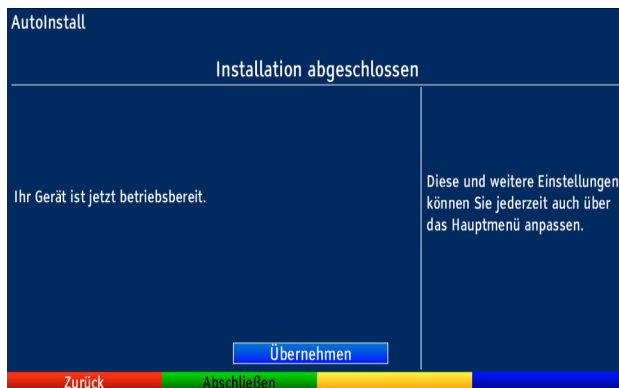 AutoInstall
Installation abgeschlossen
Ihr Gerät ist jetzt betriebsbereit.
Diese und weitere Einstellungen
können Sie jederzeit auch über
das Hauptmenü anpassen.
Übernehmen
Zurück
Abschließen